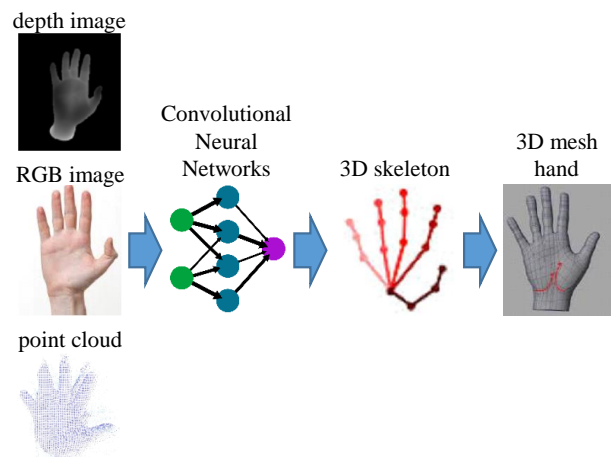 depth image
RGB image
point cloud
Convolutional
Neural
Networks
3D skeleton
3D mesh
hand